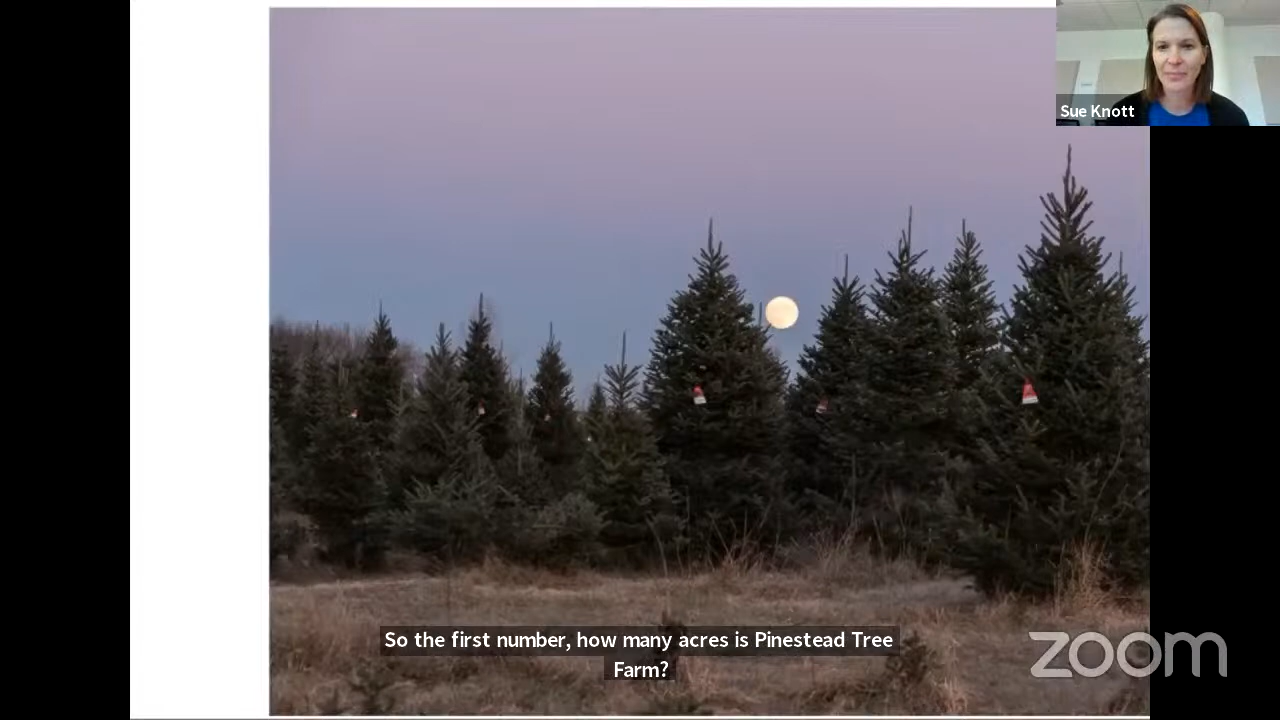 Sue Knott
So the first number, how many acres is Pinestead Tree
Farm?
zoom